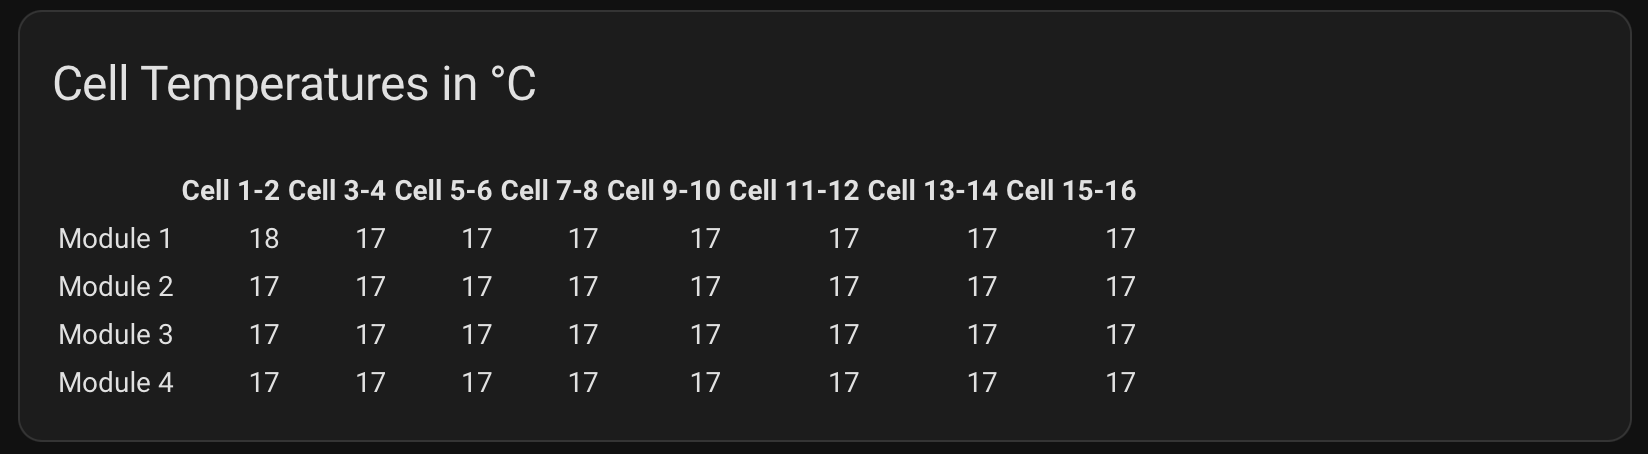 Cell Temperatures in °C
Cell 1-2 Cell 3-4 Cell 5-6 Cell 7-8 Cell 9-10 Cell 11-12 Cell 13-14 Cell 15-16
Module 1 18 17 17 17 17 17 17 17
Module 2 17 17 17 17 17 17 17 17
Module 3 17 17 17 17 17 17 17 17
Module 4 17 17 17 17 17 17 17 17